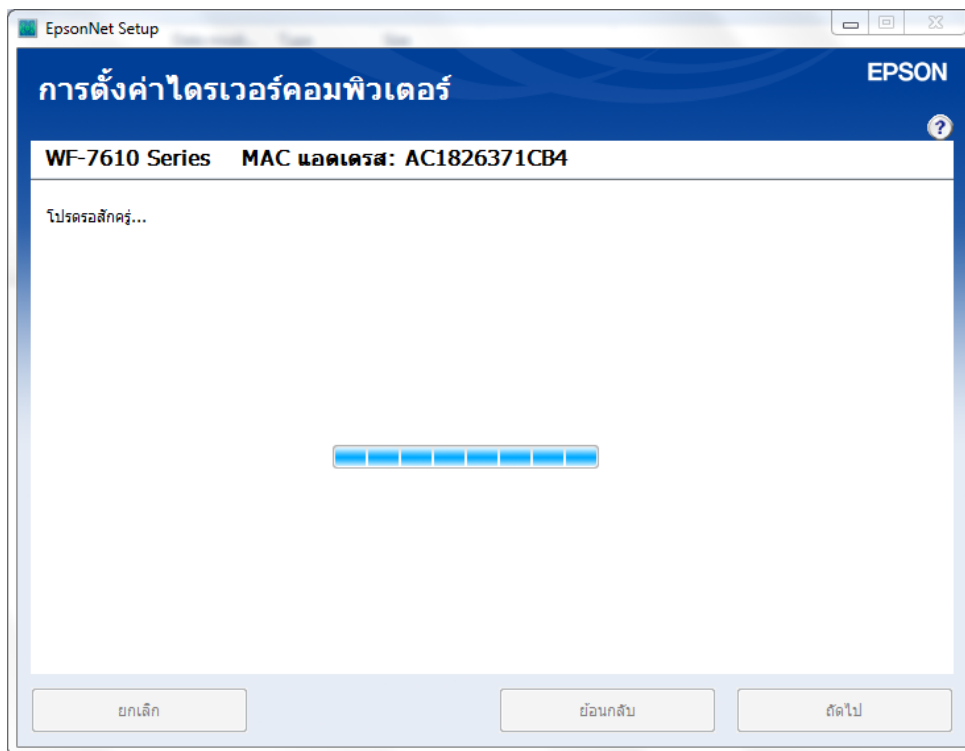 EpsonNet Setup
การตั้งค่าไดรเวอร์คอมพิวเตอร์
EPSON
?
WF-7610 Series MAC แอดเดรส: AC1826371CB4
โปรดรอสักครู่...
ยกเลิก
ย้อนกลับ
ถัดไป